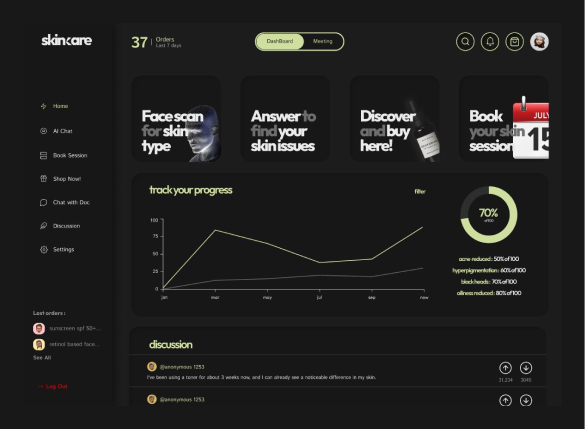 skincare
37 | Orders
Last 7 days
DashBoard
Meeting
Home
AI Chat
Book Session
Shop Now!
Chat with Doc
Discussion
Settings
Last orders :
sunscreen spf 50+...
retinol based face...
See All
Log Out
Face scan
for skin
type
Answer to
find your
skin issues
Discover
and buy
here!
Book
your skin
session
JULY
15
track your progress
filter
100
75
50
25
0
jan
mar
may
jul
sep
nov
70%
of 100
acne reduced : 50% of 100
hyperpigmentation : 60% of 100
black heads : 70% of 100
oiliness reduced : 80% of 100
discussion
@anonymous 1253
I've been using a toner for about 3 weeks now, and I can already see a noticeable difference in my skin.
21,234
3045
@anonymous 1253